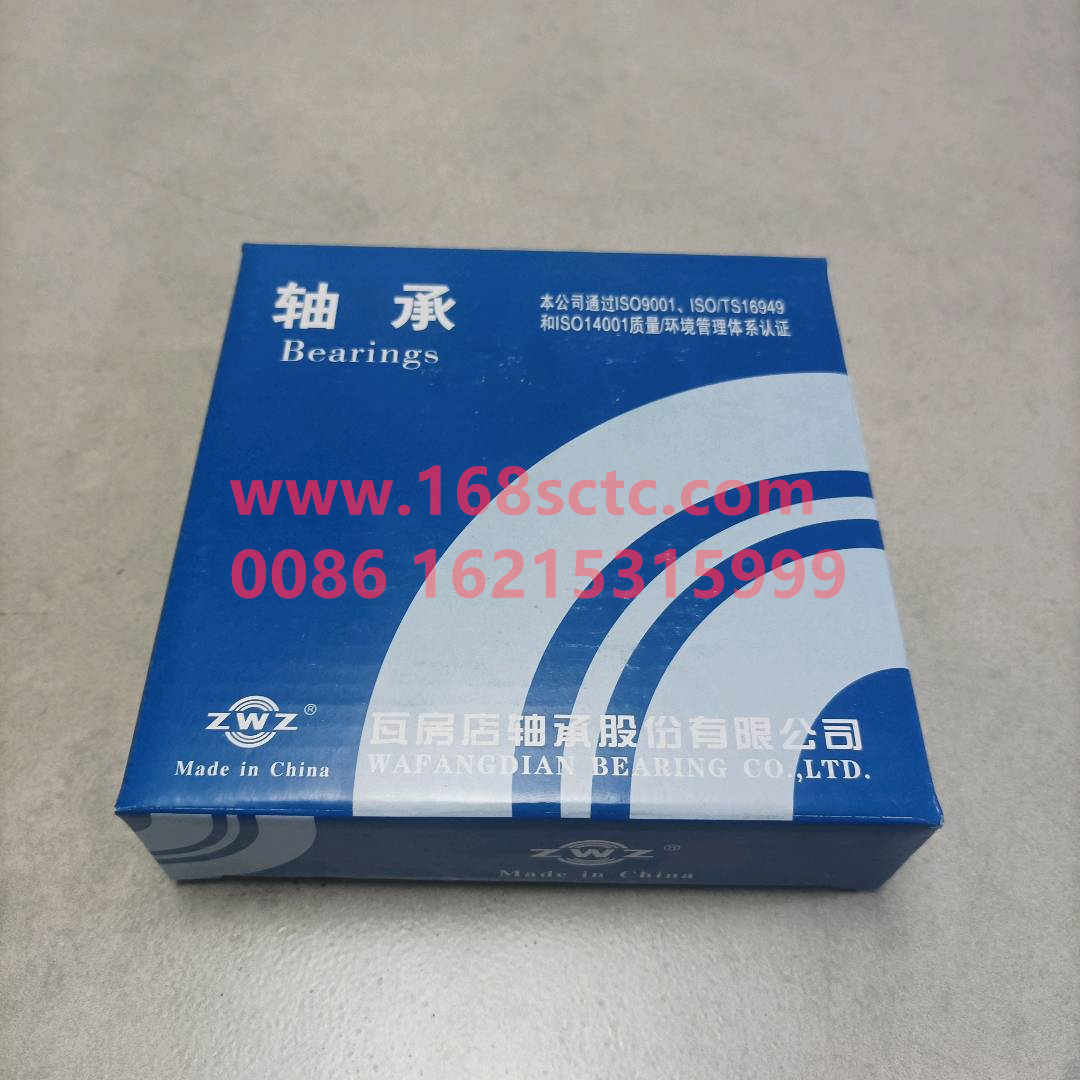 轴 承
Bearings
本公司通过ISO9001、ISO/TS16949
和ISO14001质量/环境管理体系认证
www.168sctc.com
0086 16215315999
ZWZ®
Made in China
瓦房店轴承股份有限公司
WAFANGDIAN BEARING CO.,LTD.
ZWZ®
Made in China